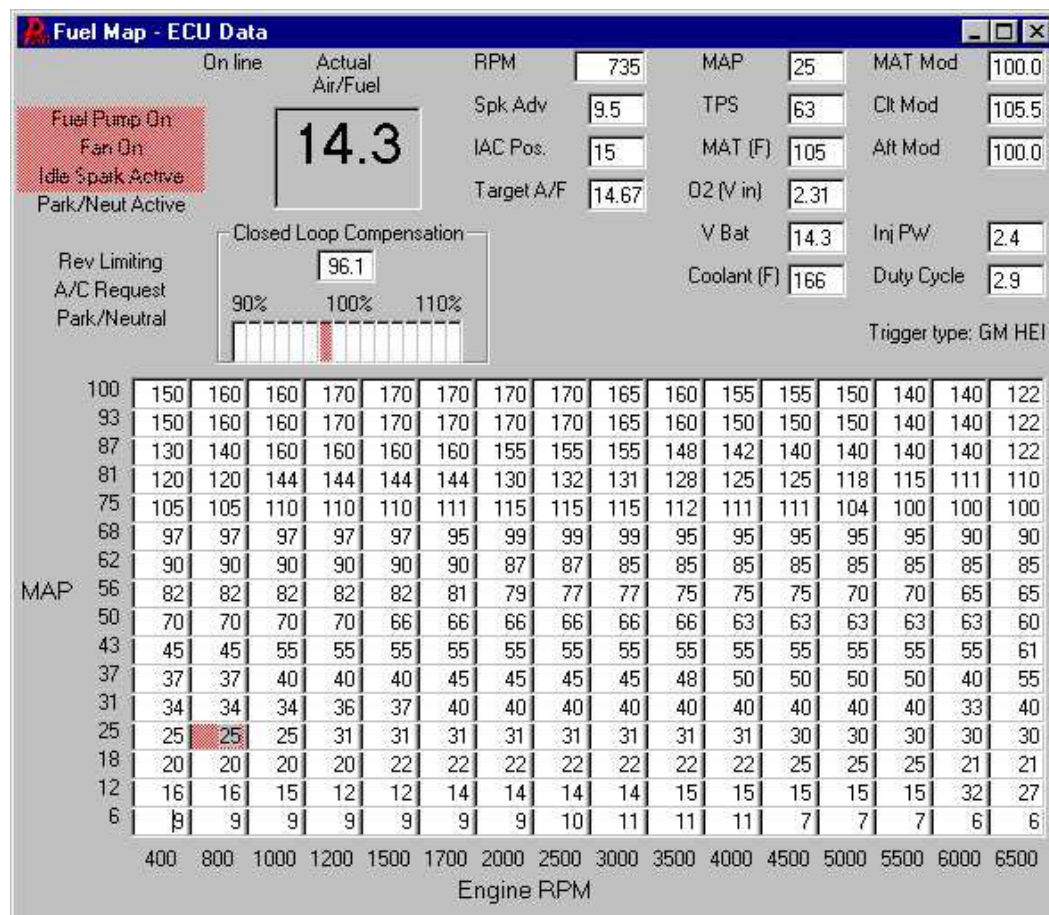 Fuel Map - ECU Data
On line
Actual
Air/Fuel
14.3
RPM 735
Spk Adv 9.5
IAC Pos. 15
Target A/F 14.67
MAP 25
TPS 63
MAT (F) 105
O2 (V in) 2.31
V Bat 14.3
Coolant (F) 166
MAT Mod 100.0
Clt Mod 105.5
Aft Mod 100.0
Inj PW 2.4
Duty Cycle 2.9
Trigger type: GM HEI
Fuel Pump On
Fan On
Idle Spark Active
Park/Neut Active
Rev Limiting
A/C Request
Park/Neutral
Closed Loop Compensation
96.1
90% 100% 110%
100 150 160 160 170 170 170 170 170 165 160 155 155 150 140 140 122
93 150 160 160 170 170 170 170 170 165 160 150 150 150 140 140 122
87 130 140 160 160 160 160 155 155 155 148 142 140 140 140 140 122
81 120 120 144 144 144 144 130 132 131 128 125 125 118 115 111 110
75 105 105 110 110 110 111 115 115 115 112 111 111 104 100 100 100
68 97 97 97 97 97 95 99 99 99 95 95 95 95 95 90 90
62 90 90 90 90 90 90 87 87 85 85 85 85 85 85 85 85
MAP 56 82 82 82 82 82 81 79 77 77 75 75 75 70 70 65 65
50 70 70 70 70 66 66 66 66 66 66 63 63 63 63 63 60
43 45 45 55 55 55 55 55 55 55 55 55 55 55 55 55 61
37 37 37 40 40 40 45 45 45 45 48 50 50 50 50 40 55
31 34 34 34 36 37 40 40 40 40 40 40 40 40 40 33 40
25 25 25 25 31 31 31 31 31 31 31 31 30 30 30 30 30
18 20 20 20 20 22 22 22 22 22 22 22 25 25 25 21 21
12 16 16 15 12 12 14 14 14 14 15 15 15 15 15 32 27
6 9 9 9 9 9 9 9 10 11 11 11 7 7 7 6 6
400 800 1000 1200 1500 1700 2000 2500 3000 3500 4000 4500 5000 5500 6000 6500
Engine RPM